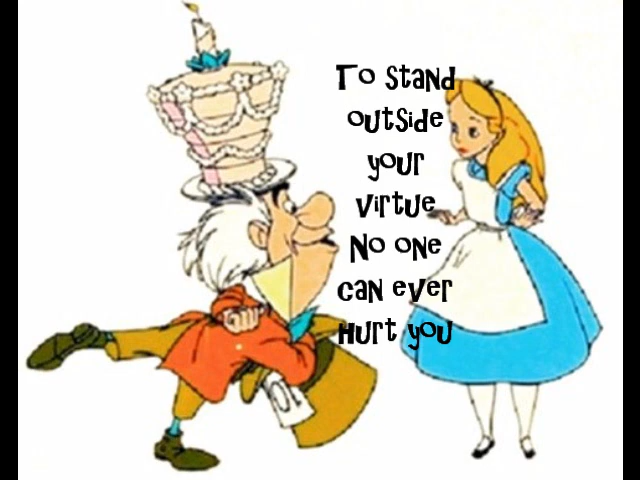 To stand
outside
your
virtue
No one
can ever
hurt you